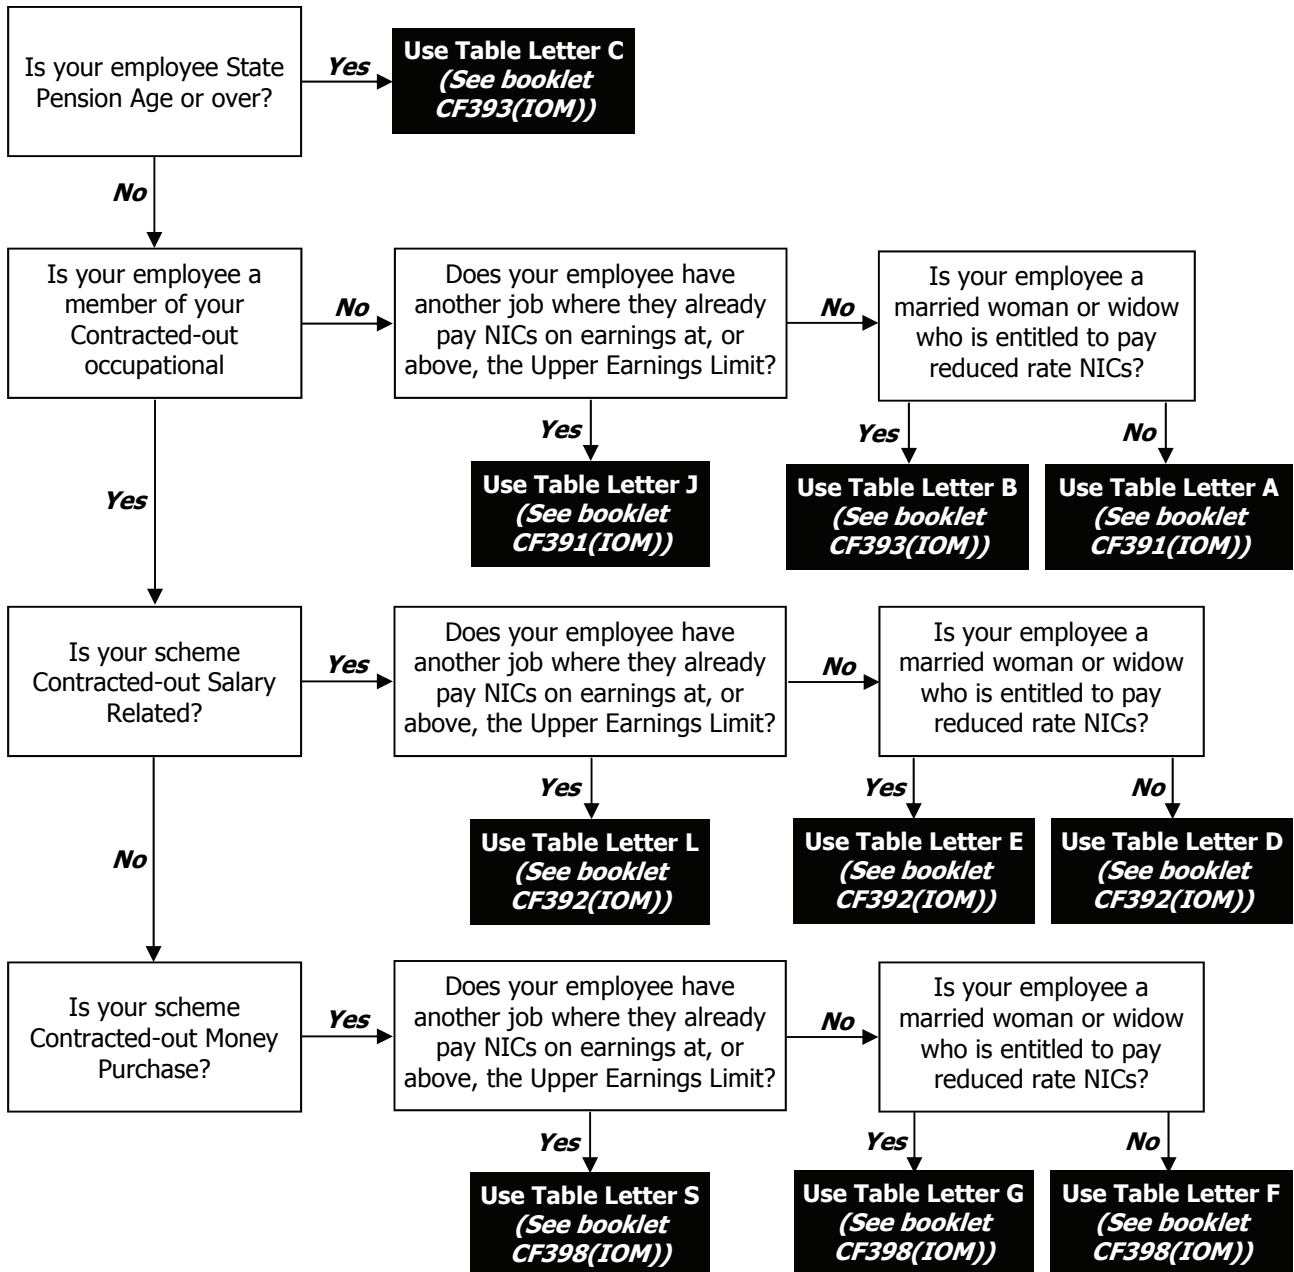 Is your employee State
Pension Age or over?
Yes
Use Table Letter C
(See booklet
CF393(IOM))
No
Is your employee a
member of your
Contracted-out
occupational
No
Does your employee have
another job where they already
pay NICs on earnings at, or
above, the Upper Earnings Limit?
No
Is your employee a
married woman or widow
who is entitled to pay
reduced rate NICs?
Yes
Yes
Yes
No
Use Table Letter J
(See booklet
CF391(IOM))
Use Table Letter B
(See booklet
CF393(IOM))
Use Table Letter A
(See booklet
CF391(IOM))
Is your scheme
Contracted-out Salary
Related?
Yes
Does your employee have
another job where they already
pay NICs on earnings at, or
above, the Upper Earnings Limit?
No
Is your employee a
married woman or widow
who is entitled to pay
reduced rate NICs?
No
Yes
Yes
No
Use Table Letter L
(See booklet
CF392(IOM))
Use Table Letter E
(See booklet
CF392(IOM))
Use Table Letter D
(See booklet
CF392(IOM))
Is your scheme
Contracted-out Money
Purchase?
Yes
Does your employee have
another job where they already
pay NICs on earnings at, or
above, the Upper Earnings Limit?
No
Is your employee a
married woman or widow
who is entitled to pay
reduced rate NICs?
Yes
Yes
No
Use Table Letter S
(See booklet
CF398(IOM))
Use Table Letter G
(See booklet
CF398(IOM))
Use Table Letter F
(See booklet
CF398(IOM))